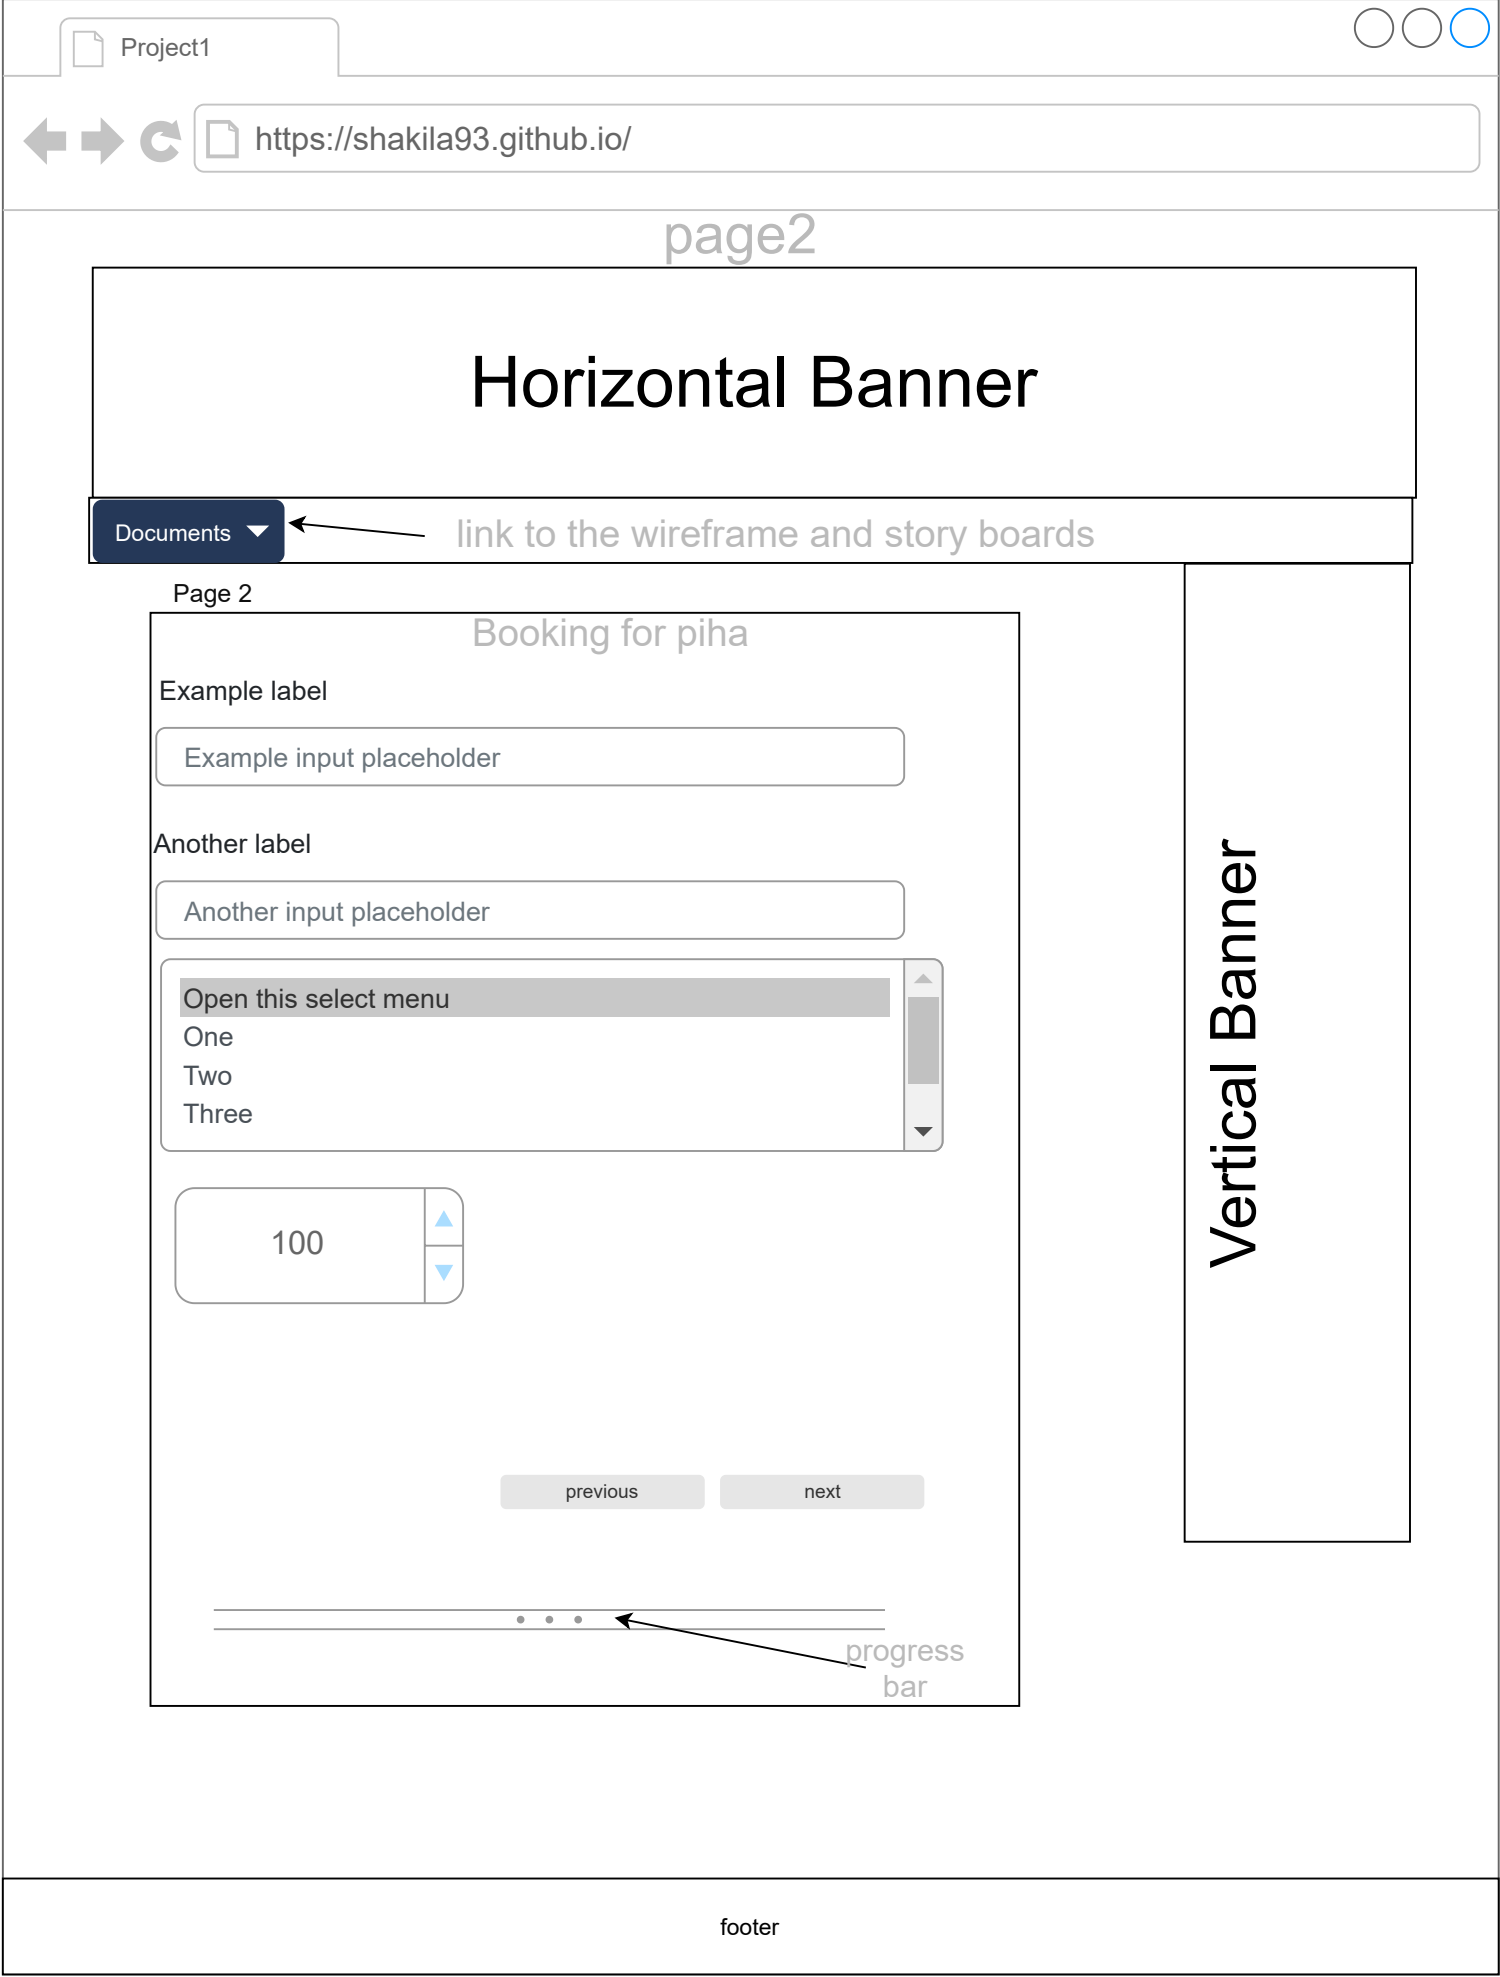 Project1
https://shakila93.github.io/
page2
Horizontal Banner
Documents
link to the wireframe and story boards
Page 2
Booking for piha
Example label
Example input placeholder
Another label
Another input placeholder
Open this select menu
One
Two
Three
100
Vertical Banner
previous
next
progress
bar
footer